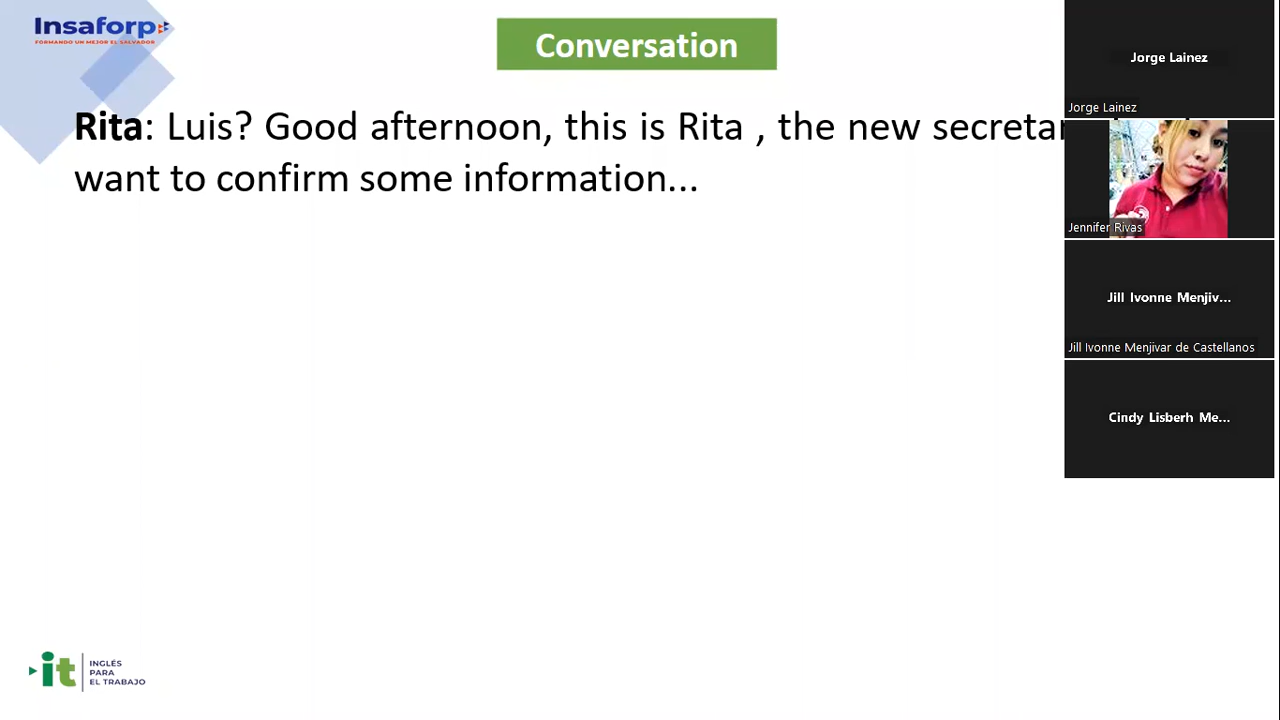 Insaforp
FORMANDO UN MEJOR EL SALVADOR
Conversation
Rita: Luis? Good afternoon, this is Rita , the new
want to confirm some information...
Jorge Lainez
Jorge Lainez
Jennifer Rivas
Jill Ivonne Menjiv...
Jill Ivonne Menjivar de Castellanos
Cindy Lisberh Me...
it
INGLÉS
PARA
EL TRABAJO